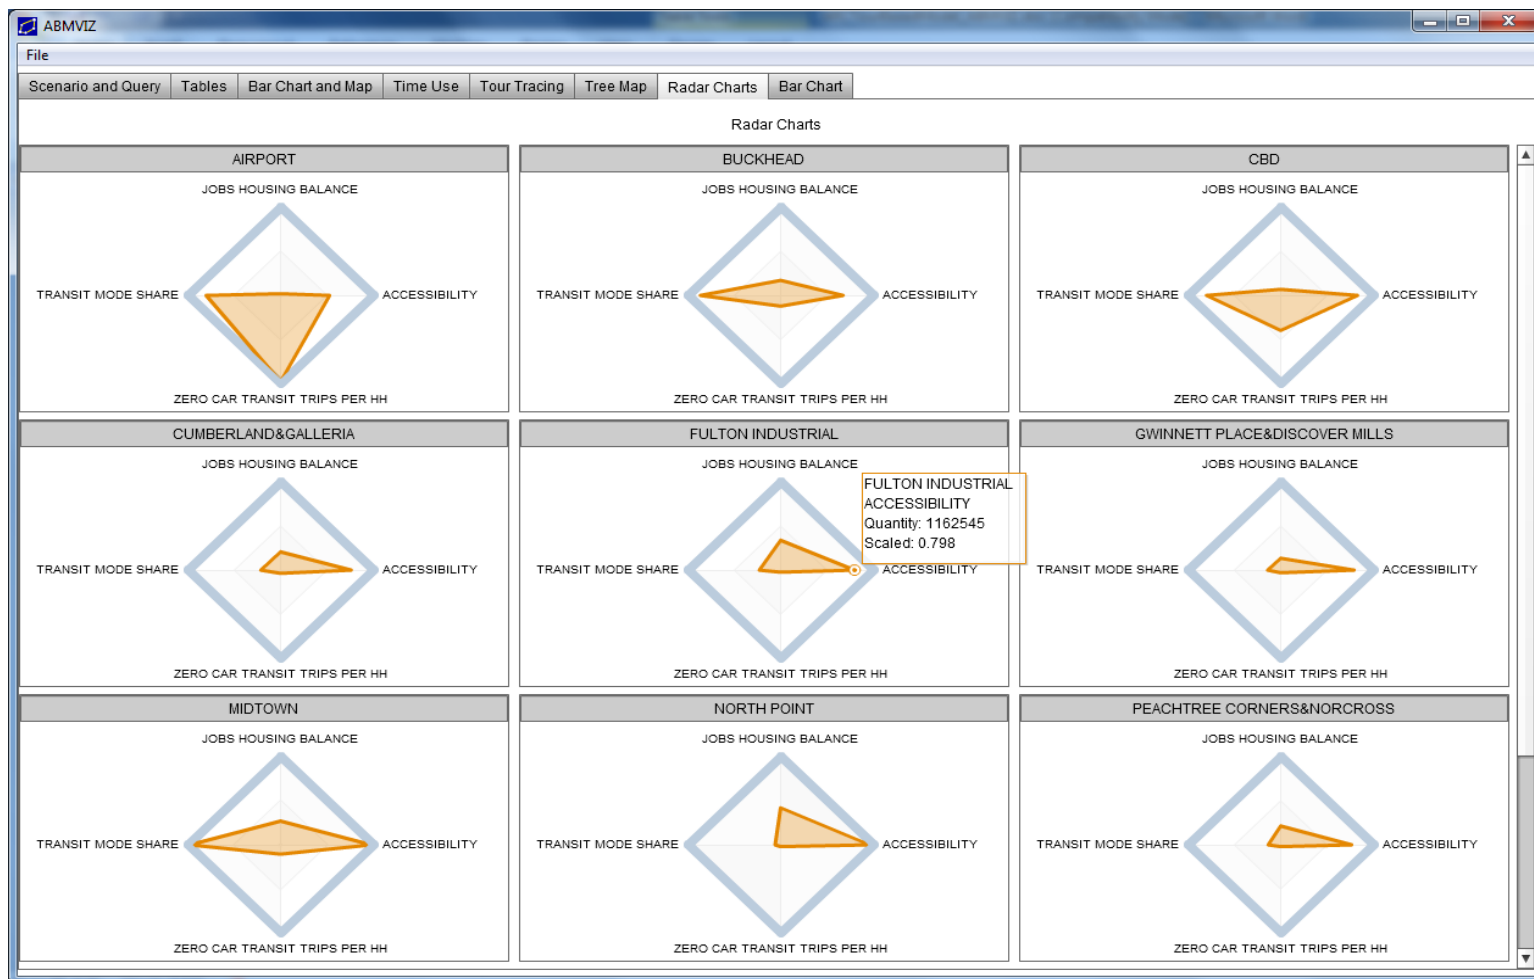 ABMVIZ
File
Scenario and Query Tables Bar Chart and Map Time Use Tour Tracing Tree Map Radar Charts Bar Chart
Radar Charts
AIRPORT
JOBS HOUSING BALANCE
TRANSIT MODE SHARE
ACCESSIBILITY
ZERO CAR TRANSIT TRIPS PER HH
BUCKHEAD
JOBS HOUSING BALANCE
TRANSIT MODE SHARE
ACCESSIBILITY
ZERO CAR TRANSIT TRIPS PER HH
CBD
JOBS HOUSING BALANCE
TRANSIT MODE SHARE
ACCESSIBILITY
ZERO CAR TRANSIT TRIPS PER HH
CUMBERLAND&GALLERIA
JOBS HOUSING BALANCE
TRANSIT MODE SHARE
ACCESSIBILITY
ZERO CAR TRANSIT TRIPS PER HH
FULTON INDUSTRIAL
JOBS HOUSING BALANCE
FULTON INDUSTRIAL
ACCESSIBILITY
Quantity: 1162545
Scaled: 0.798
TRANSIT MODE SHARE
ACCESSIBILITY
ZERO CAR TRANSIT TRIPS PER HH
GWINNETT PLACE&DISCOVER MILLS
JOBS HOUSING BALANCE
TRANSIT MODE SHARE
ACCESSIBILITY
ZERO CAR TRANSIT TRIPS PER HH
MIDTOWN
JOBS HOUSING BALANCE
TRANSIT MODE SHARE
ACCESSIBILITY
ZERO CAR TRANSIT TRIPS PER HH
NORTH POINT
JOBS HOUSING BALANCE
TRANSIT MODE SHARE
ACCESSIBILITY
ZERO CAR TRANSIT TRIPS PER HH
PEACHTREE CORNERS&NORCROSS
JOBS HOUSING BALANCE
TRANSIT MODE SHARE
ACCESSIBILITY
ZERO CAR TRANSIT TRIPS PER HH